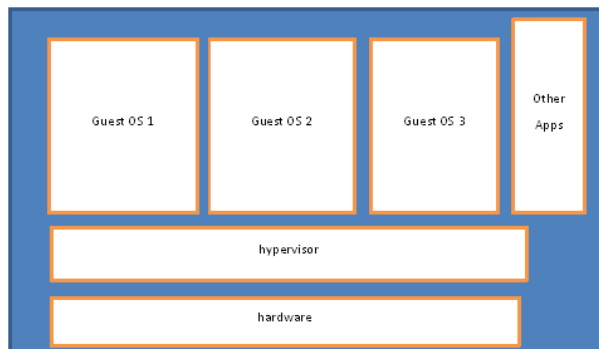 Guest OS 1
Guest OS 2
Guest OS 3
Other
Apps
hypervisor
hardware